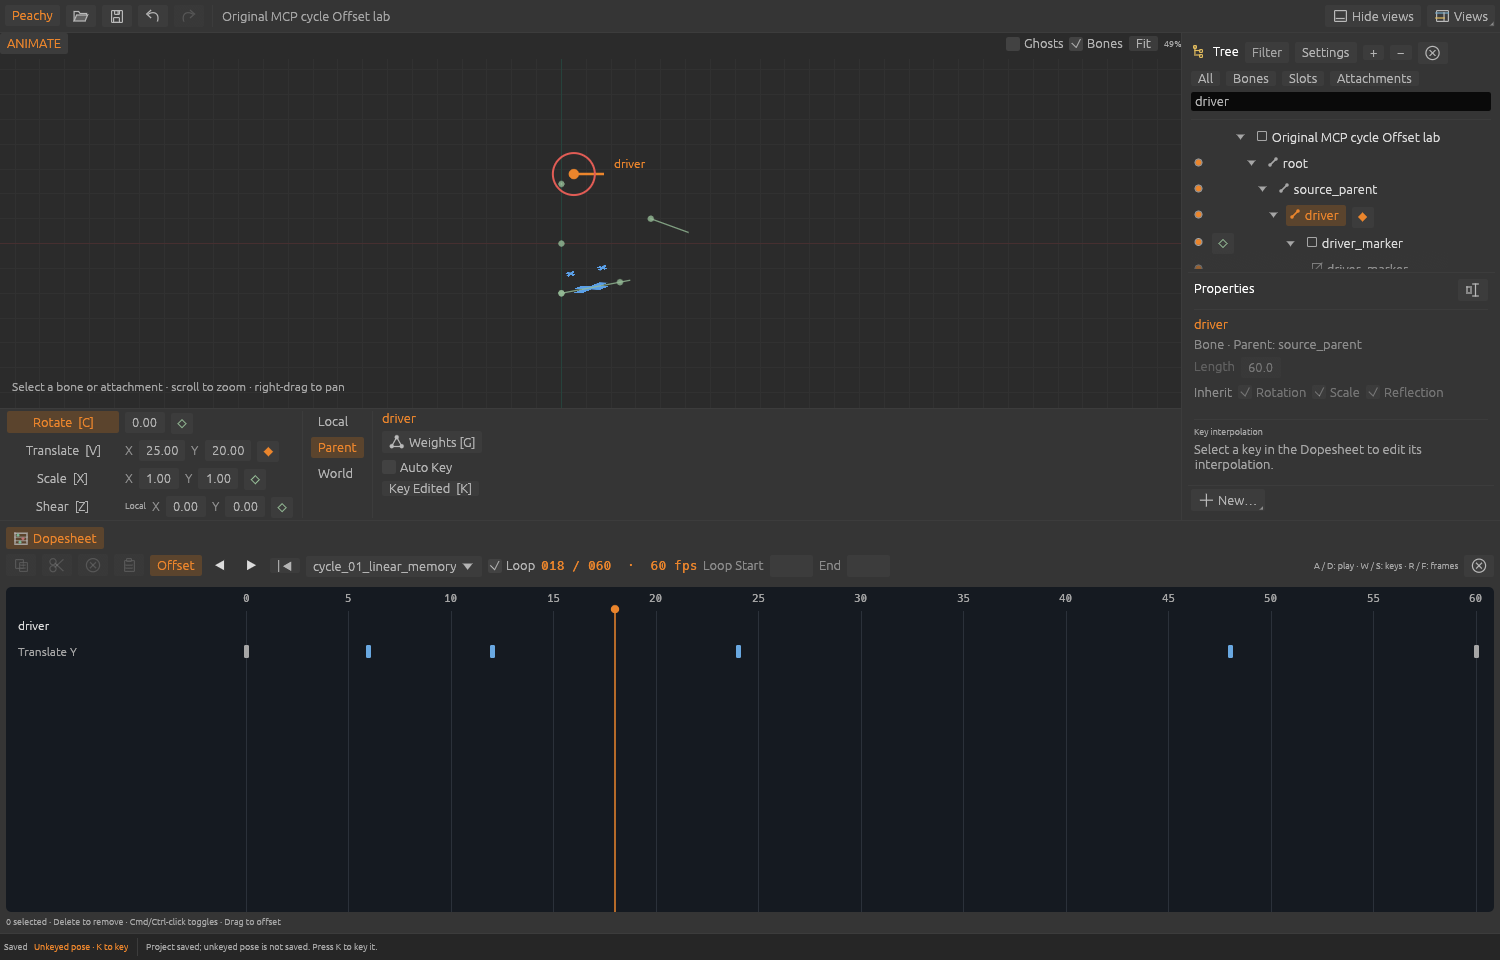 Peachy
Original MCP cycle Offset lab
Hide views
Views
ANIMATE
Ghosts
Bones
Fit
49%
driver
Select a bone or attachment · scroll to zoom · right-drag to pan
Tree
Filter
Settings
+
−
All
Bones
Slots
Attachments
driver
Original MCP cycle Offset lab
root
source_parent
driver
driver_marker
driver_marker
Properties
driver
Bone · Parent: source_parent
Length 60.0
Inherit Rotation Scale Reflection
Key interpolation
Select a key in the Dopesheet to edit its
interpolation.
New...
Rotate [C] 0.00
Translate [V] X 25.00 Y 20.00
Scale [X] X 1.00 Y 1.00
Shear [Z] Local X 0.00 Y 0.00
Local
Parent
World
driver
Weights [G]
Auto Key
Key Edited [K]
Dopesheet
Offset
cycle_01_linear_memory
Loop
018 / 060 · 60 fps
Loop Start
End
A / D: play · W / S: keys · R / F: frames
0 5 10 15 20 25 30 35 40 45 50 55 60
driver
Translate Y
0 selected · Delete to remove · Cmd/Ctrl-click toggles · Drag to offset
Saved
Unkeyed pose · K to key
Project saved; unkeyed pose is not saved. Press K to key it.